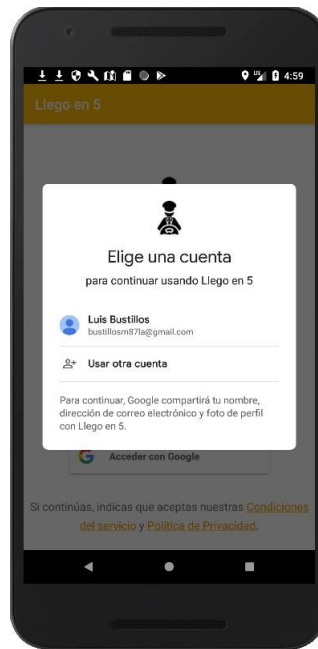 4:59
Llego en 5
Elige una cuenta
para continuar usando Llego en 5
Luis Bustillos
bustillosm87la@gmail.com
Usar otra cuenta
Para continuar, Google compartirá tu nombre,
dirección de correo electrónico y foto de perfil
con Llego en 5.
Acceder con Google
Si continúas, indicas que aceptas nuestras Condiciones
del servicio y Política de Privacidad.